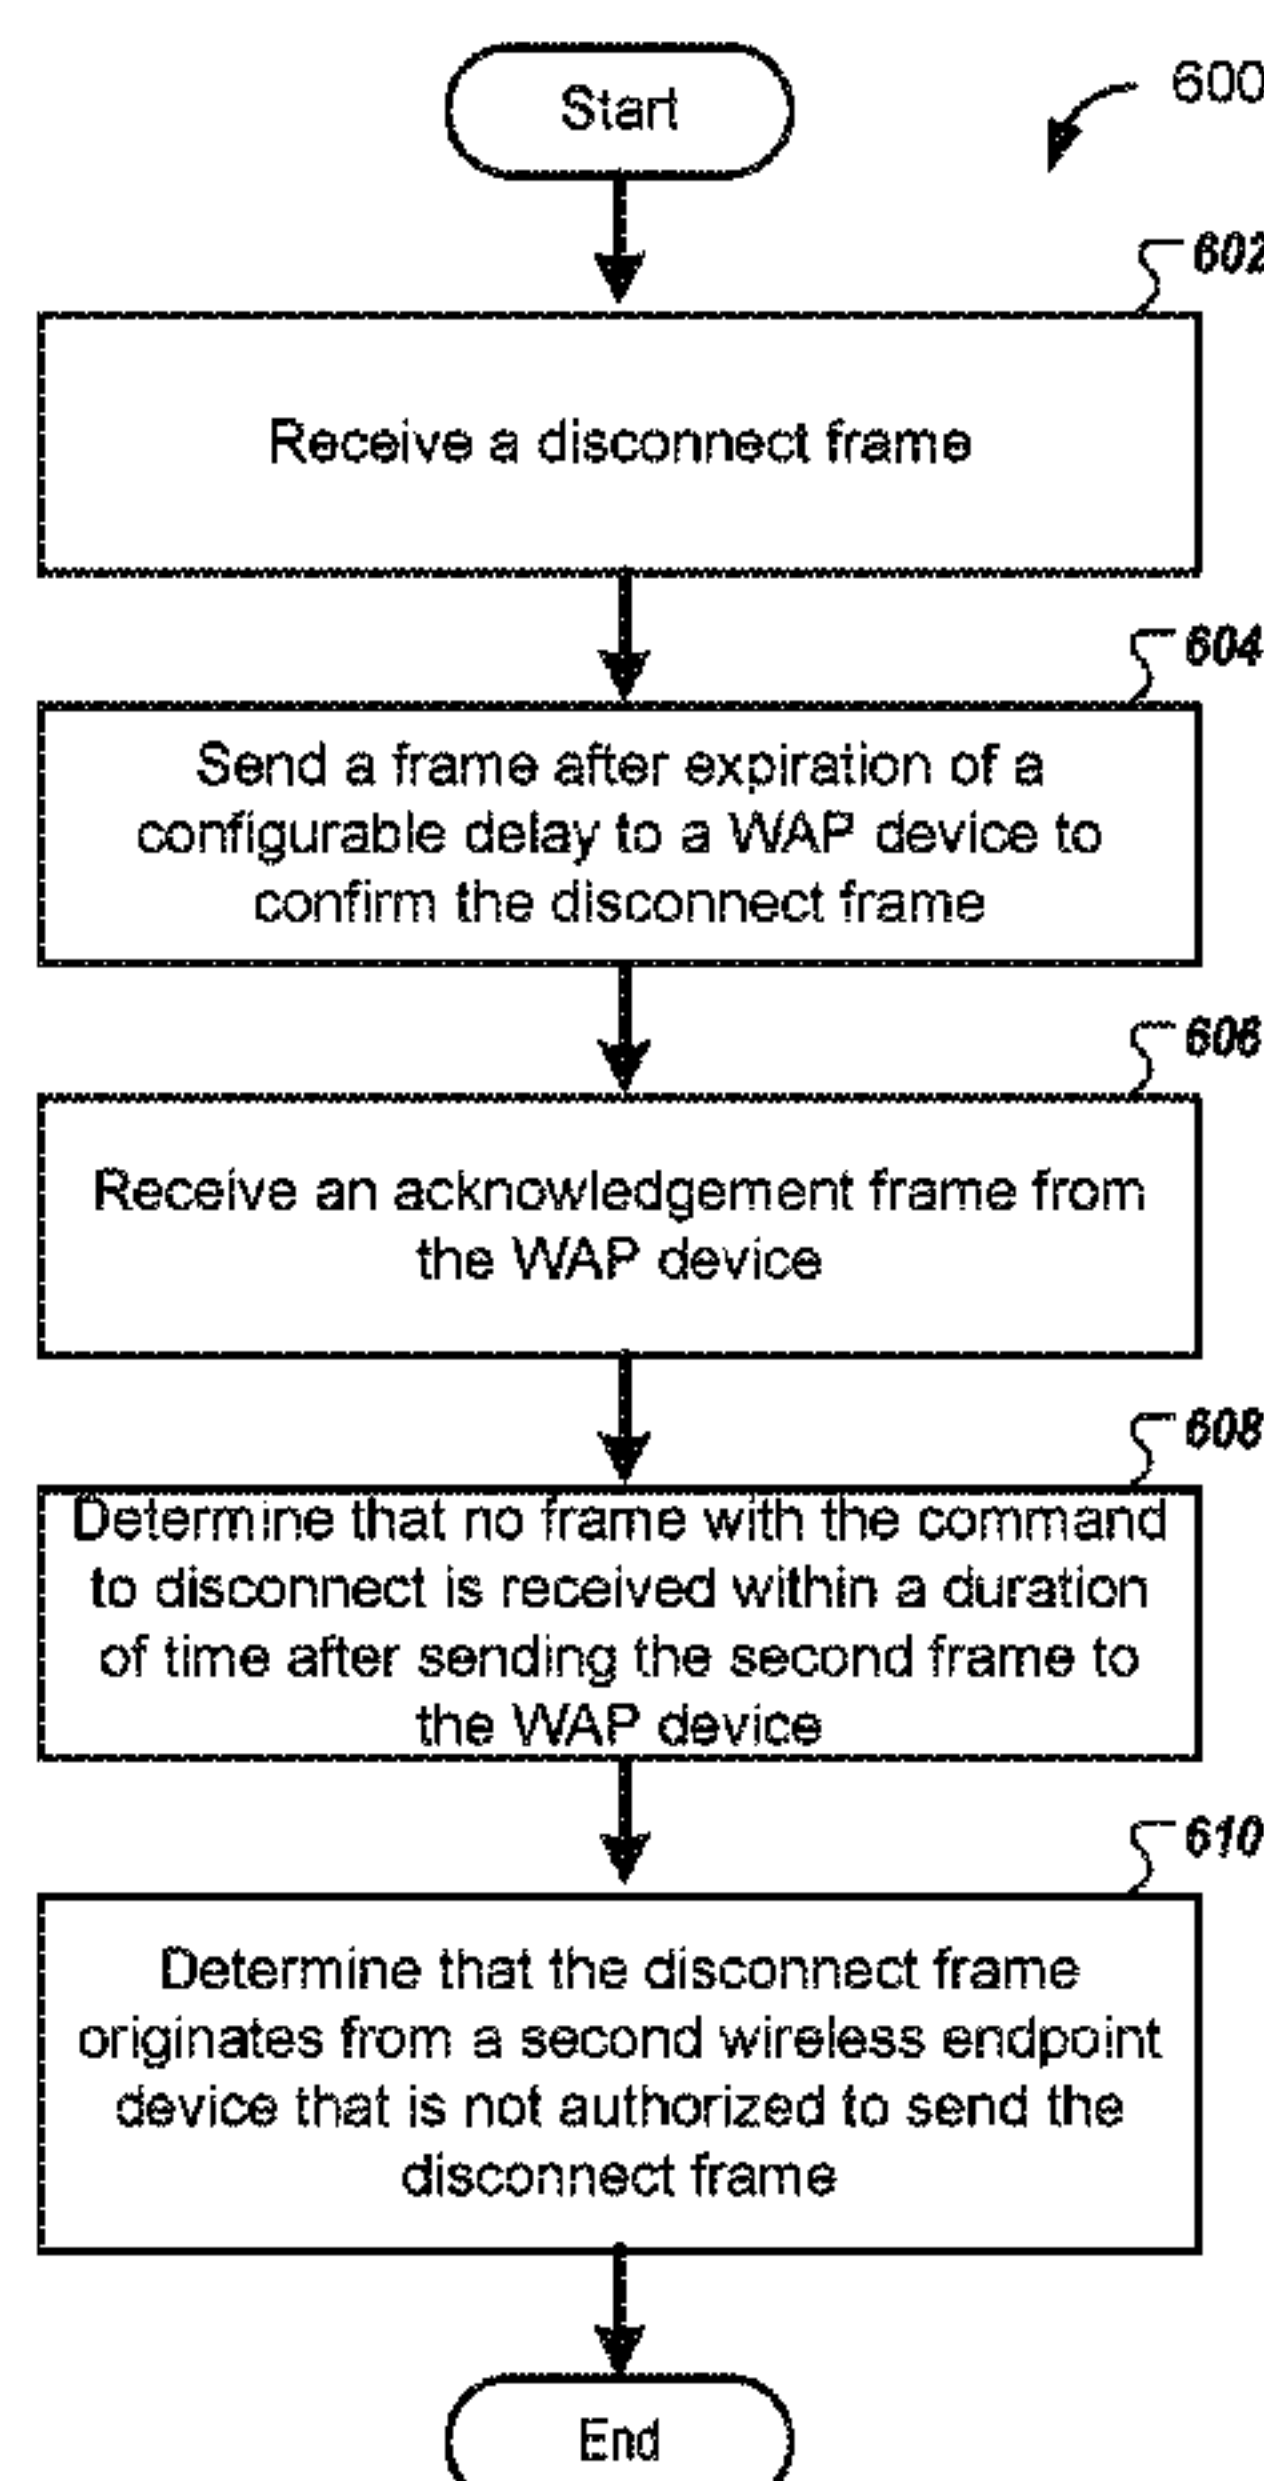 Start
600
602
Receive a disconnect frame
604
Send a frame after expiration of a
configurable delay to a WAP device to
confirm the disconnect frame
606
Receive an acknowledgement frame from
the WAP device
608
Determine that no frame with the command
to disconnect is received within a duration
of time after sending the second frame to
the WAP device
610
Determine that the disconnect frame
originates from a second wireless endpoint
device that is not authorized to send the
disconnect frame
End